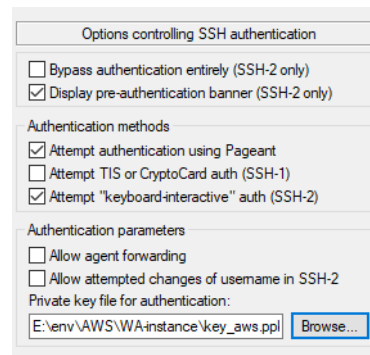 Options controlling SSH authentication
Bypass authentication entirely (SSH-2 only)
Display pre-authentication banner (SSH-2 only)
Authentication methods
Attempt authentication using Pageant
Attempt TIS or CryptoCard auth (SSH-1)
Attempt "keyboard-interactive" auth (SSH-2)
Authentication parameters
Allow agent forwarding
Allow attempted changes of username in SSH-2
Private key file for authentication:
E:\env\AWS\WA-instance\key_aws.ppl Browse...